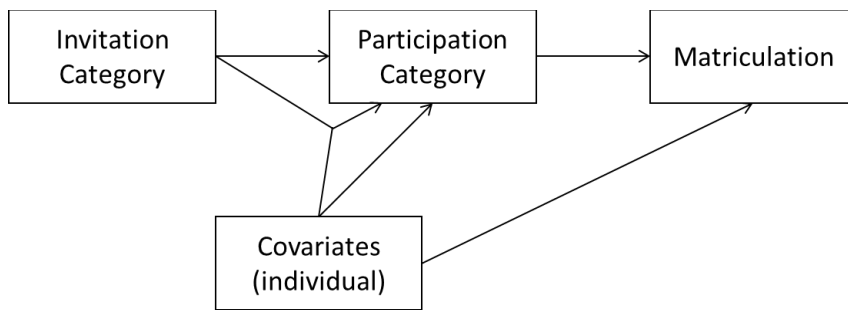 Invitation
Category
Participation
Category
Matriculation
Covariates
(individual)